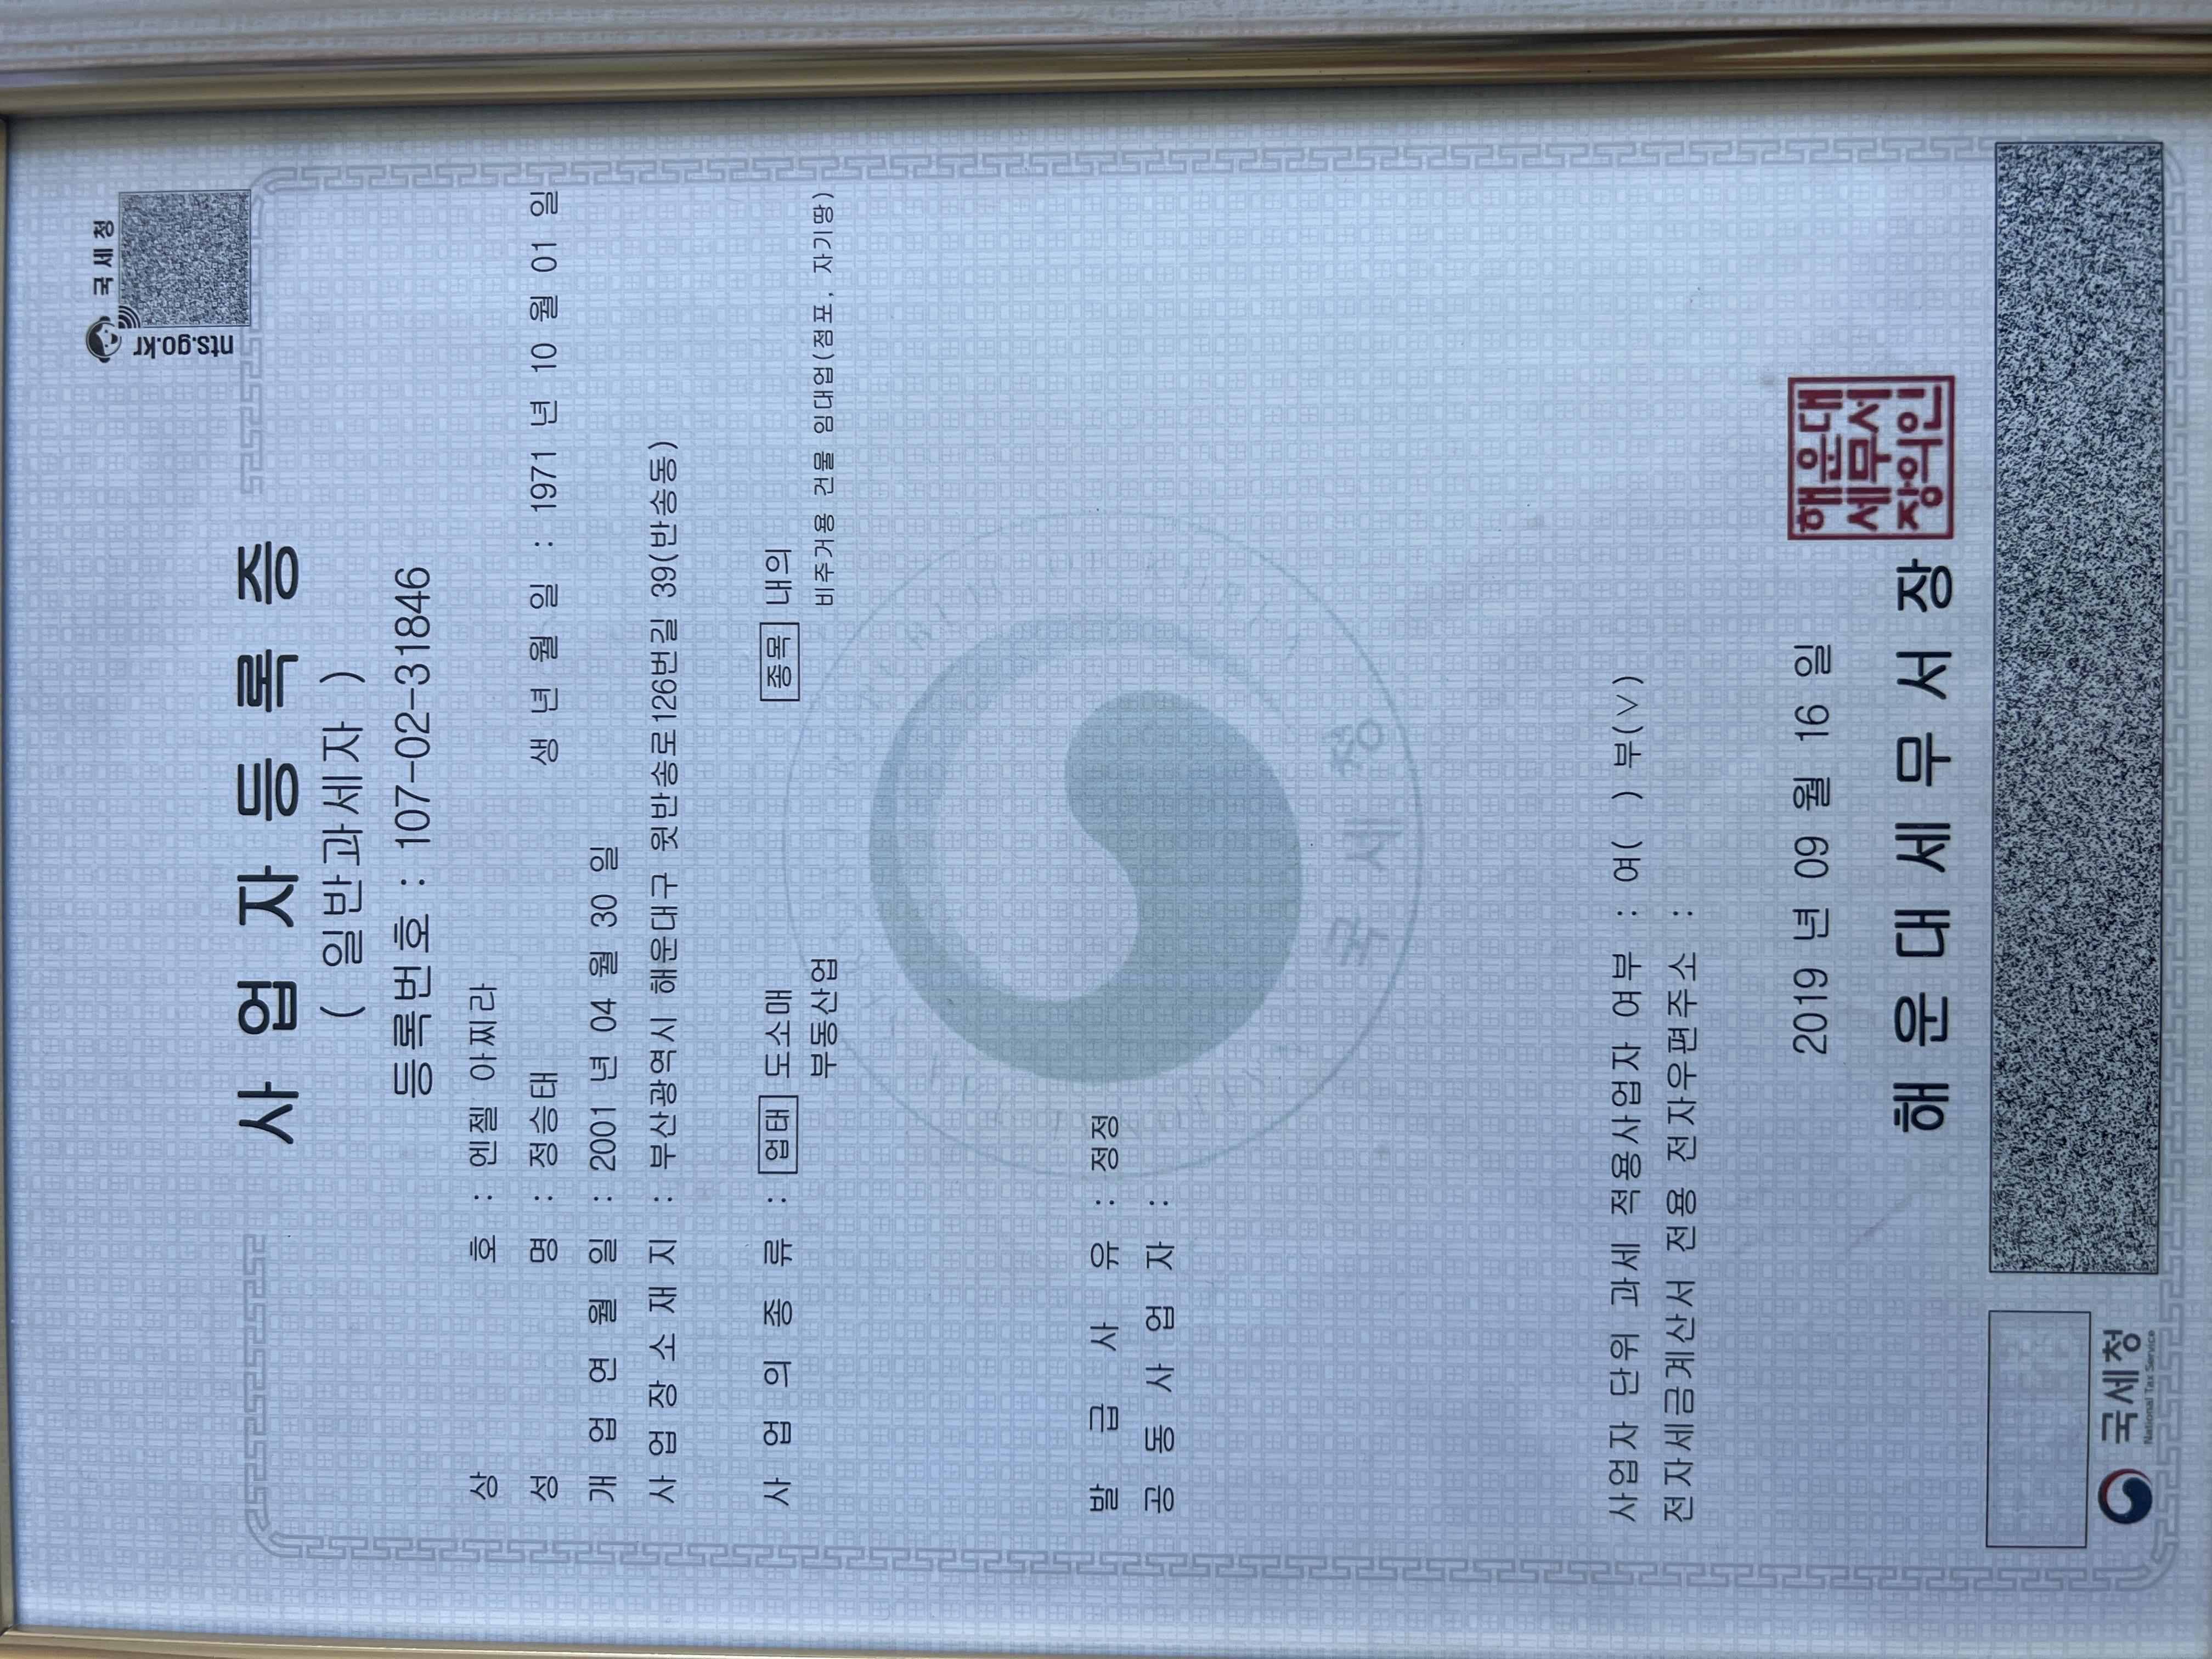 국세청
nts.go.kr
사업자등록증
( 일반과세자 )
등록번호 : 107-02-31846
상 호 : 엔젤 아찌라
성 명 : 정승태 생 년 월 일 : 1971 년 10 월 01 일
개 업 연 월 일 : 2001 년 04 월 30 일
사 업 장 소 재 지 : 부산광역시 해운대구 윗반송로126번길 39(반송동)
사 업 의 종 류 : 업태 도소매 종목 내의
부동산업 비주거용 건물 임대업(점포, 자기땅)
발 급 사 유 : 정정
공 동 사 업 자 :
국세청
사업자 단위 과세 적용사업자 여부 : 여( ) 부(∨)
전자세금계산서 전용 전자우편주소 :
2019 년 09 월 16 일
해 운 대 세 무 서 장
해운대
세무서
장의인
국세청
National Tax Service